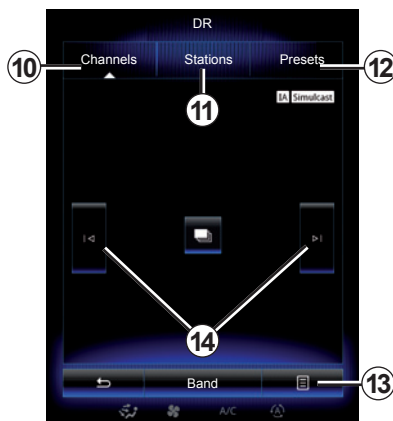 DR
10 Channels Stations Presets 12
11
IA Simulcast
14
Band 13
A/C